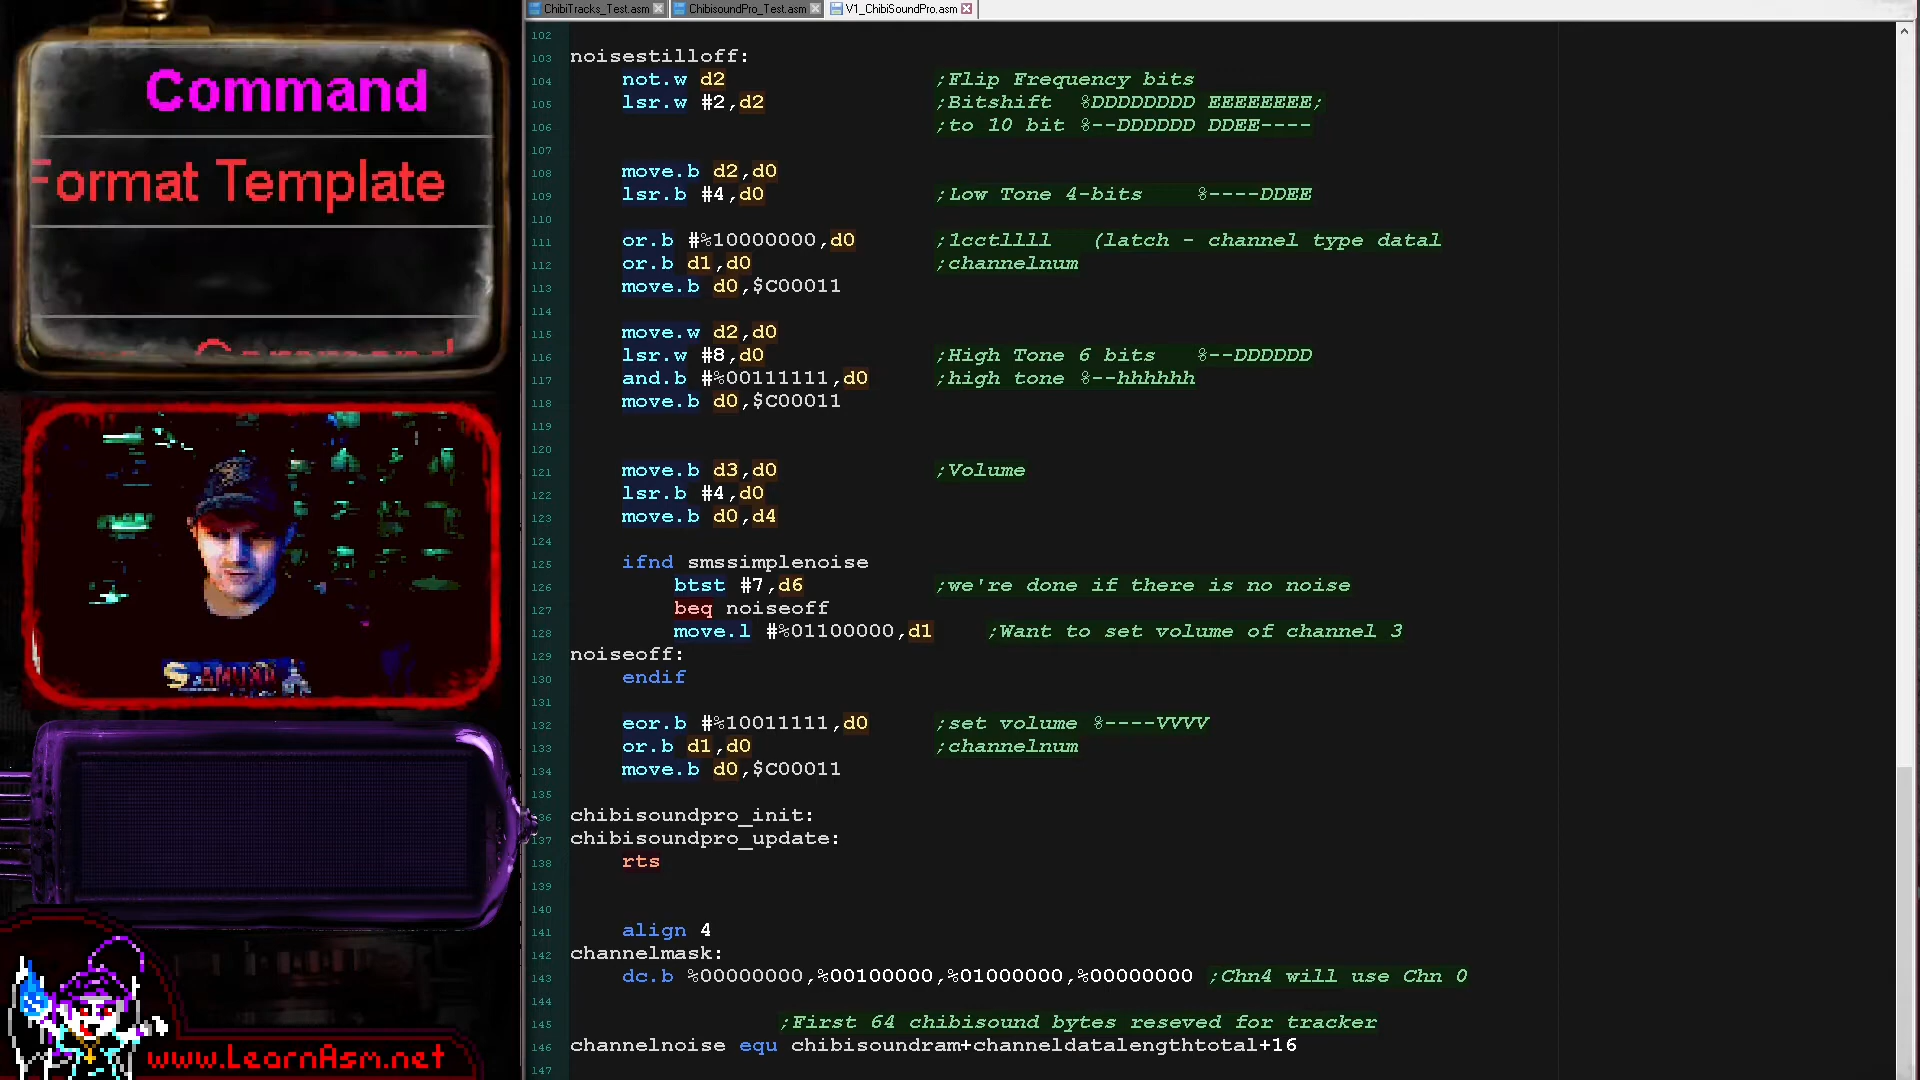 ChibiTracks_Test.asm ChibisoundPro_Test.asm V1_ChibiSoundPro.asm
Command
Format Template
102
103 noisestilloff:
104 not.w d2 ;Flip Frequency bits
105 lsr.w #2,d2 ;Bitshift %DDDDDDDD EEEEEEEE;
106 ;to 10 bit %--DDDDDD DDEE----
107
108 move.b d2,d0
109 lsr.b #4,d0 ;Low Tone 4-bits %----DDEE
110
111 or.b #%10000000,d0 ;1cctllll (latch - channel type datal
112 or.b d1,d0 ;channelnum
113 move.b d0,$C00011
114
115 move.w d2,d0
116 lsr.w #8,d0 ;High Tone 6 bits %--DDDDDD
117 and.b #%00111111,d0 ;high tone %--hhhhhh
118 move.b d0,$C00011
119
120
121 move.b d3,d0 ;Volume
122 lsr.b #4,d0
123 move.b d0,d4
124
125 ifnd smssimplenoise
126 btst #7,d6 ;we're done if there is no noise
127 beq noiseoff
128 move.l #%01100000,d1 ;Want to set volume of channel 3
129 noiseoff:
130 endif
131
132 eor.b #%10011111,d0 ;set volume %----VVVV
133 or.b d1,d0 ;channelnum
134 move.b d0,$C00011
135
136 chibisoundpro_init:
137 chibisoundpro_update:
138 rts
139
140
141 align 4
142 channelmask:
143 dc.b %00000000,%00100000,%01000000,%00000000 ;Chn4 will use Chn 0
144
145 ;First 64 chibisound bytes reseved for tracker
146 channelnoise equ chibisoundram+channeldatalengthtotal+16
147
www.LearnAsm.net